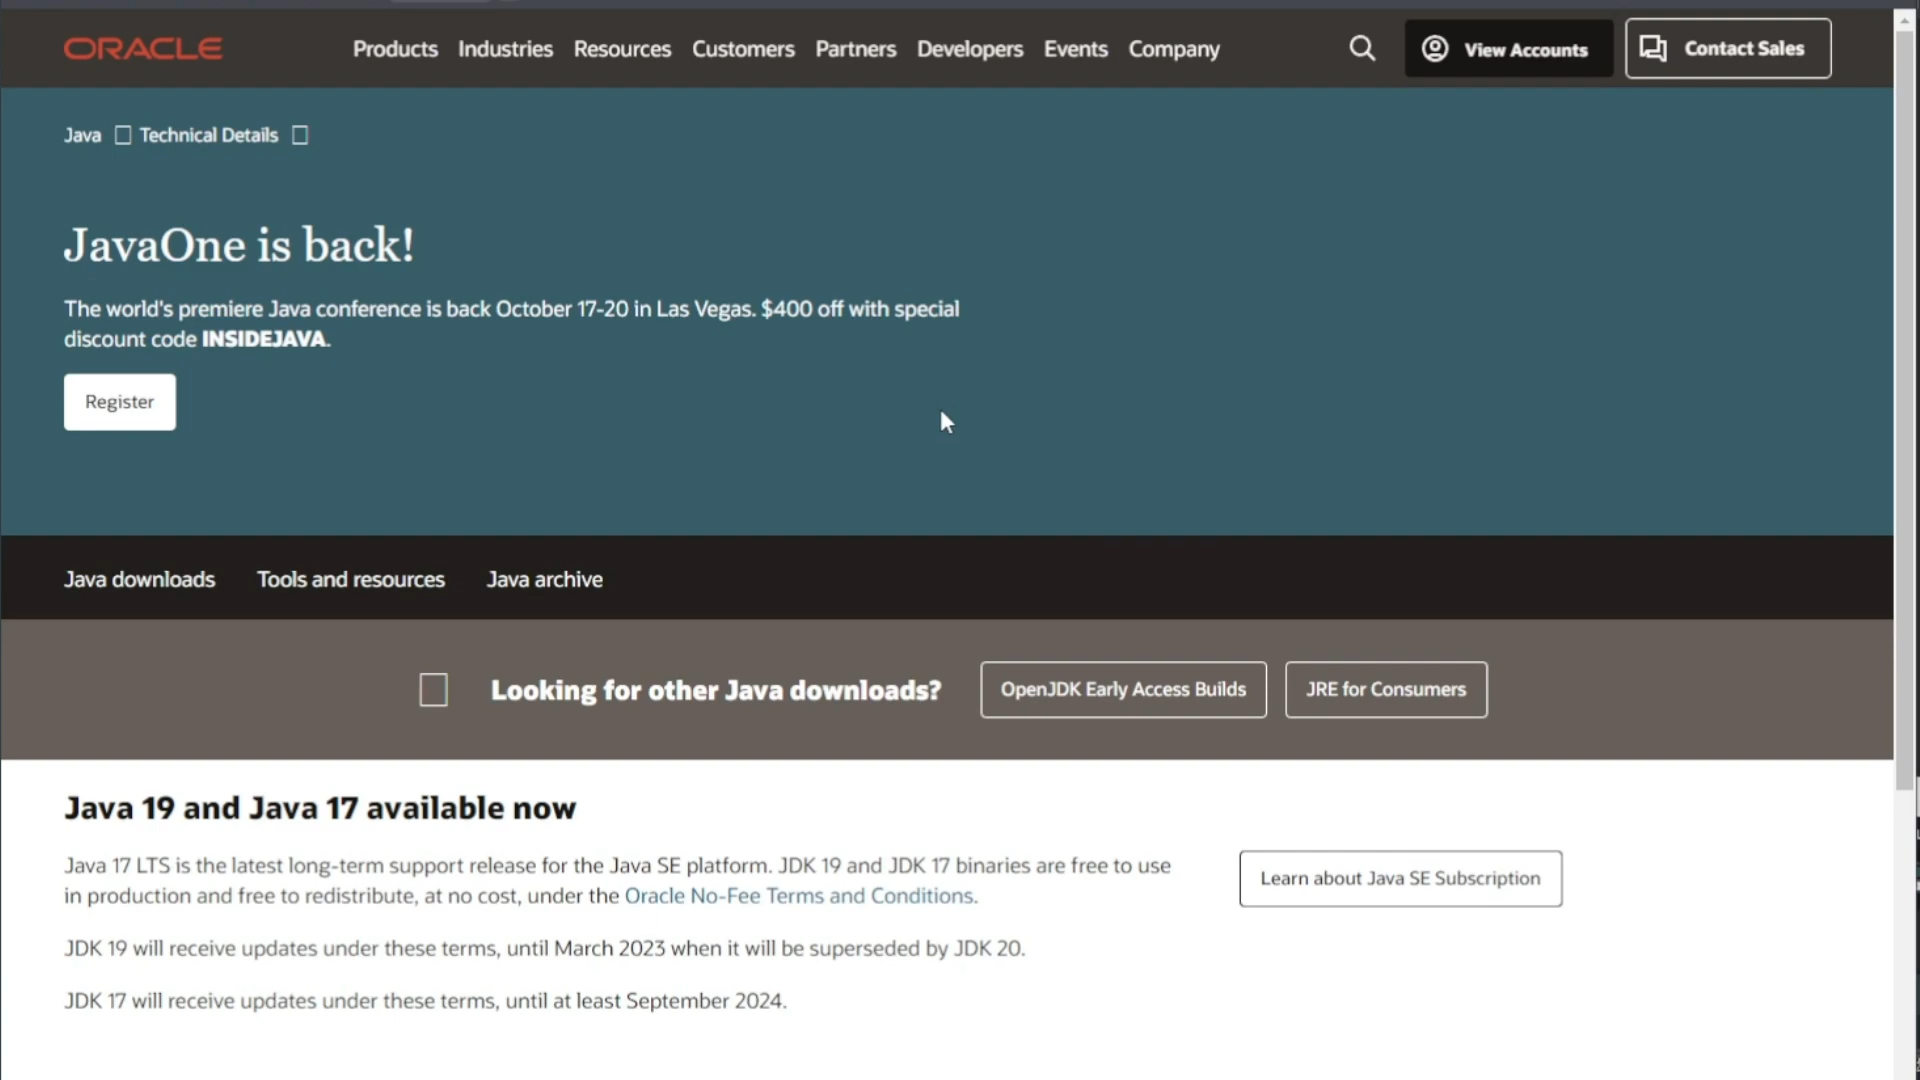 ORACLE
Products Industries Resources Customers Partners Developers Events Company
View Accounts
Contact Sales
Java Technical Details
JavaOne is back!
The world's premiere Java conference is back October 17-20 in Las Vegas. $400 off with special
discount code INSIDEJAVA.
Register
Java downloads Tools and resources Java archive
Looking for other Java downloads?
OpenJDK Early Access Builds
JRE for Consumers
Java 19 and Java 17 available now
Java 17 LTS is the latest long-term support release for the Java SE platform. JDK 19 and JDK 17 binaries are free to use
in production and free to redistribute, at no cost, under the Oracle No-Fee Terms and Conditions.
Learn about Java SE Subscription
JDK 19 will receive updates under these terms, until March 2023 when it will be superseded by JDK 20.
JDK 17 will receive updates under these terms, until at least September 2024.